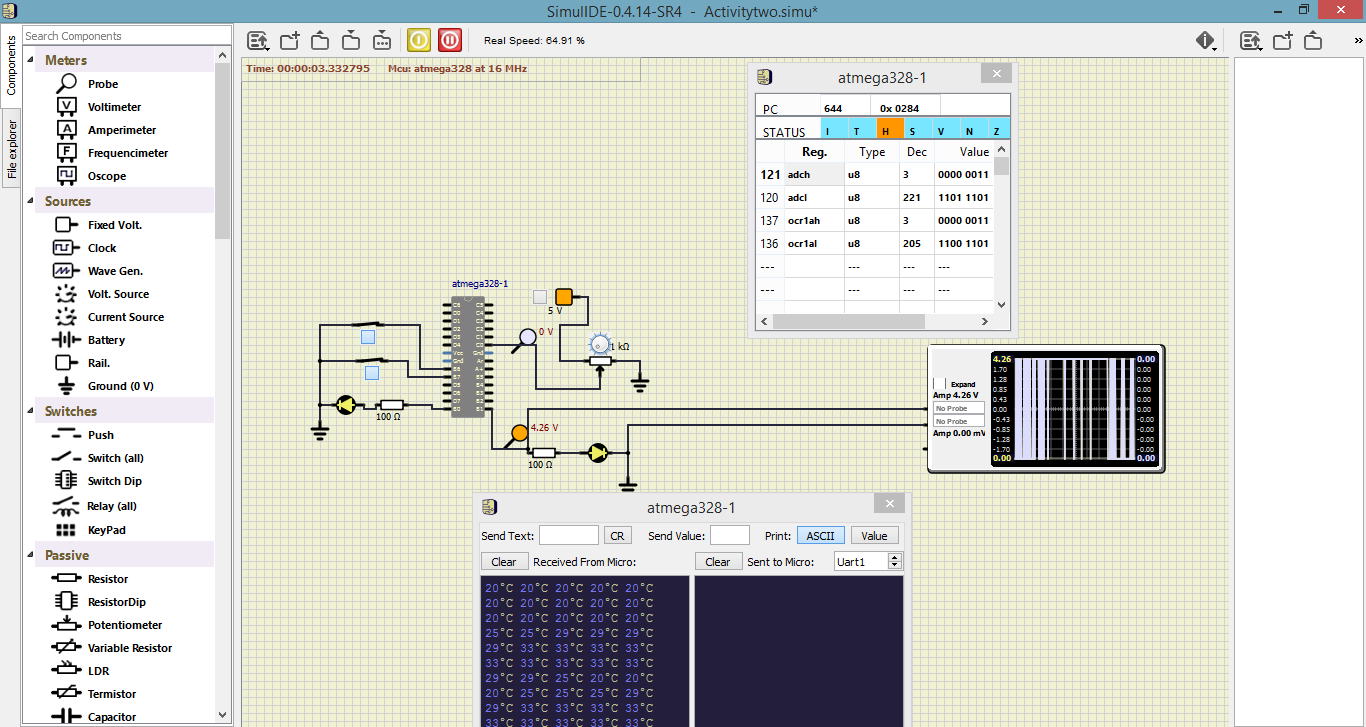 SimulIDE-0.4.14-SR4 - Activitytwo.simu*
Components
File explorer
Search Components
Meters
Probe
Voltimeter
Amperimeter
Frequencimeter
Oscope
Sources
Fixed Volt.
Clock
Wave Gen.
Volt. Source
Current Source
Battery
Rail.
Ground (0 V)
Switches
Push
Switch (all)
Switch Dip
Relay (all)
KeyPad
Passive
Resistor
ResistorDip
Potentiometer
Variable Resistor
LDR
Termistor
Capacitor
Real Speed: 64.91 %
»
Time: 00:00:03.332795 Mcu: atmega328 at 16 MHz
atmega328-1
PC 644 0x 0284
STATUS I T H S V N Z
Reg. Type Dec Value
121 adch u8 3 0000 0011
120 adcl u8 221 1101 1101
137 ocr1ah u8 3 0000 0011
136 ocr1al u8 205 1100 1101
--- --- --- ---
--- --- --- ---
atmega328-1
5 V
0 V
1 kΩ
100 Ω
4.26 V
100 Ω
Expand
Amp 4.26 V
No Probe
No Probe
Amp 0.00 mV
4.26 0.00
1.70 0.00
1.28 0.00
0.85 0.00
0.43 0.00
-0.00 -0.00
-0.43 -0.00
-0.85 -0.00
-1.28 -0.00
-1.70 -0.00
0.00 0.00
atmega328-1
Send Text: CR Send Value: Print: ASCII Value
Clear Received From Micro: Clear Sent to Micro: Uart1
20°C 20°C 20°C 20°C 20°C
20°C 20°C 20°C 20°C 20°C
20°C 20°C 20°C 20°C 20°C
25°C 25°C 29°C 29°C 29°C
29°C 33°C 33°C 33°C 33°C
33°C 33°C 33°C 33°C 33°C
29°C 29°C 25°C 20°C 20°C
20°C 25°C 25°C 25°C 29°C
29°C 29°C 29°C 33°C 33°C
33°C 33°C 33°C 33°C 33°C